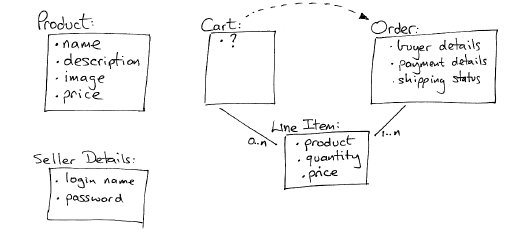 Product:
· name
· description
· image
· price
Cart:
· ?
Order:
· buyer details
· payment details
· shipping status
Line Item:
0..n
1..n
· product
· quantity
· price
Seller Details:
· login name
· password